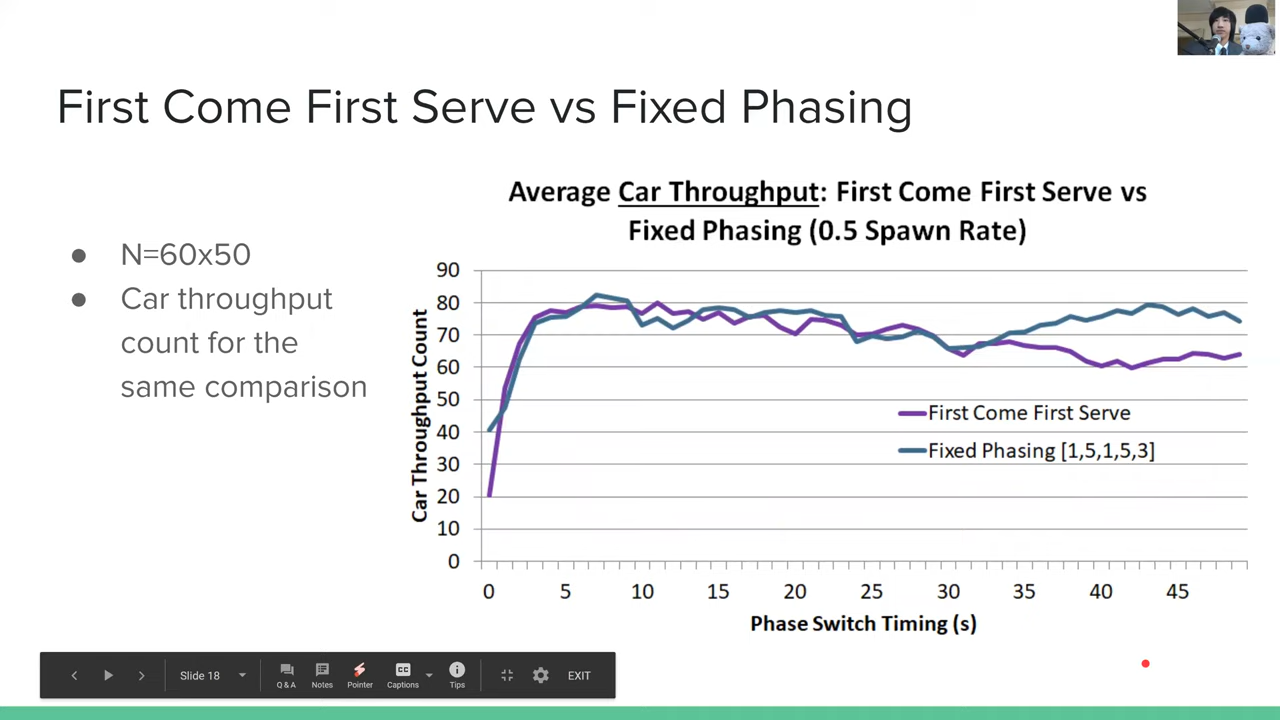 First Come First Serve vs Fixed Phasing
● N=60x50
● Car throughput
count for the
same comparison
Average Car Throughput: First Come First Serve vs
Fixed Phasing (0.5 Spawn Rate)
Car Throughput Count
90
80
70
60
50
40
30
20
10
0
First Come First Serve
Fixed Phasing [1,5,1,5,3]
0 5 10 15 20 25 30 35 40 45
Phase Switch Timing (s)
Slide 18
Q & A Notes Pointer Captions Tips EXIT
CC